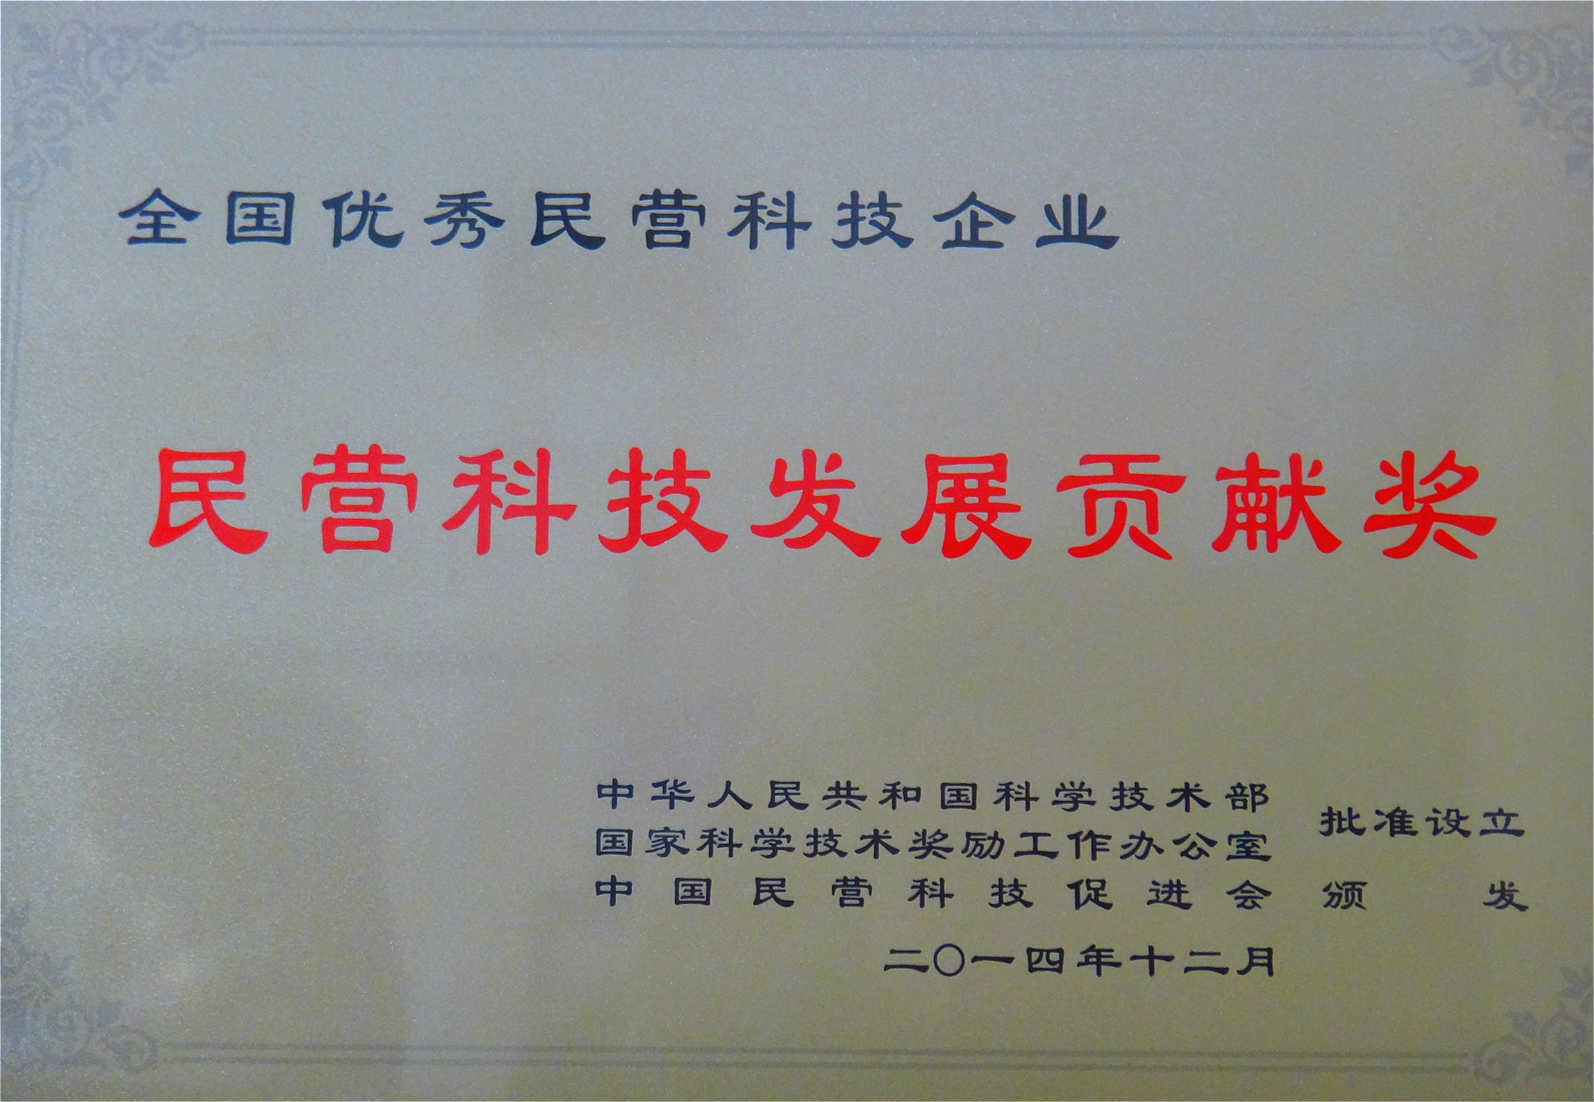 全国优秀民营科技企业
民营科技发展贡献奖
中华人民共和国科学技术部
国家科学技术奖励工作办公室 批准设立
中国民营科技促进会 颁发
二〇一四年十二月